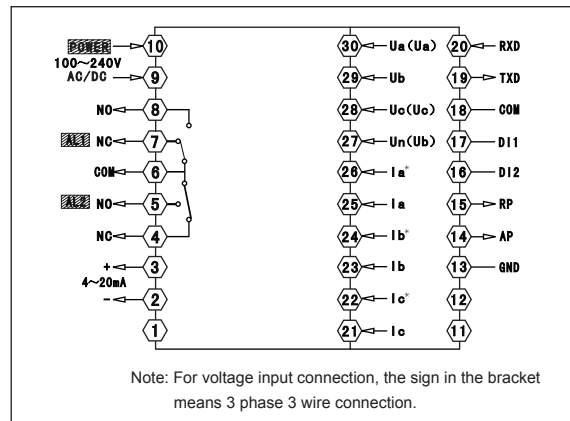 POWER 10 30 Ua(Ua) 20 RXD
100~240V
AC/DC 9 29 Ub 19 TXD
NO 8 28 Uc(Uc) 18 COM
AL1 NC 7 27 Un(Ub) 17 DI1
COM 6 26 Ia* 16 DI2
AL2 NO 5 25 Ia 15 RP
NC 4 24 Ib* 14 AP
+ 3 23 Ib 13 GND
4~20mA
- 2 22 Ic* 12
1 21 Ic 11
Note: For voltage input connection, the sign in the bracket
means 3 phase 3 wire connection.